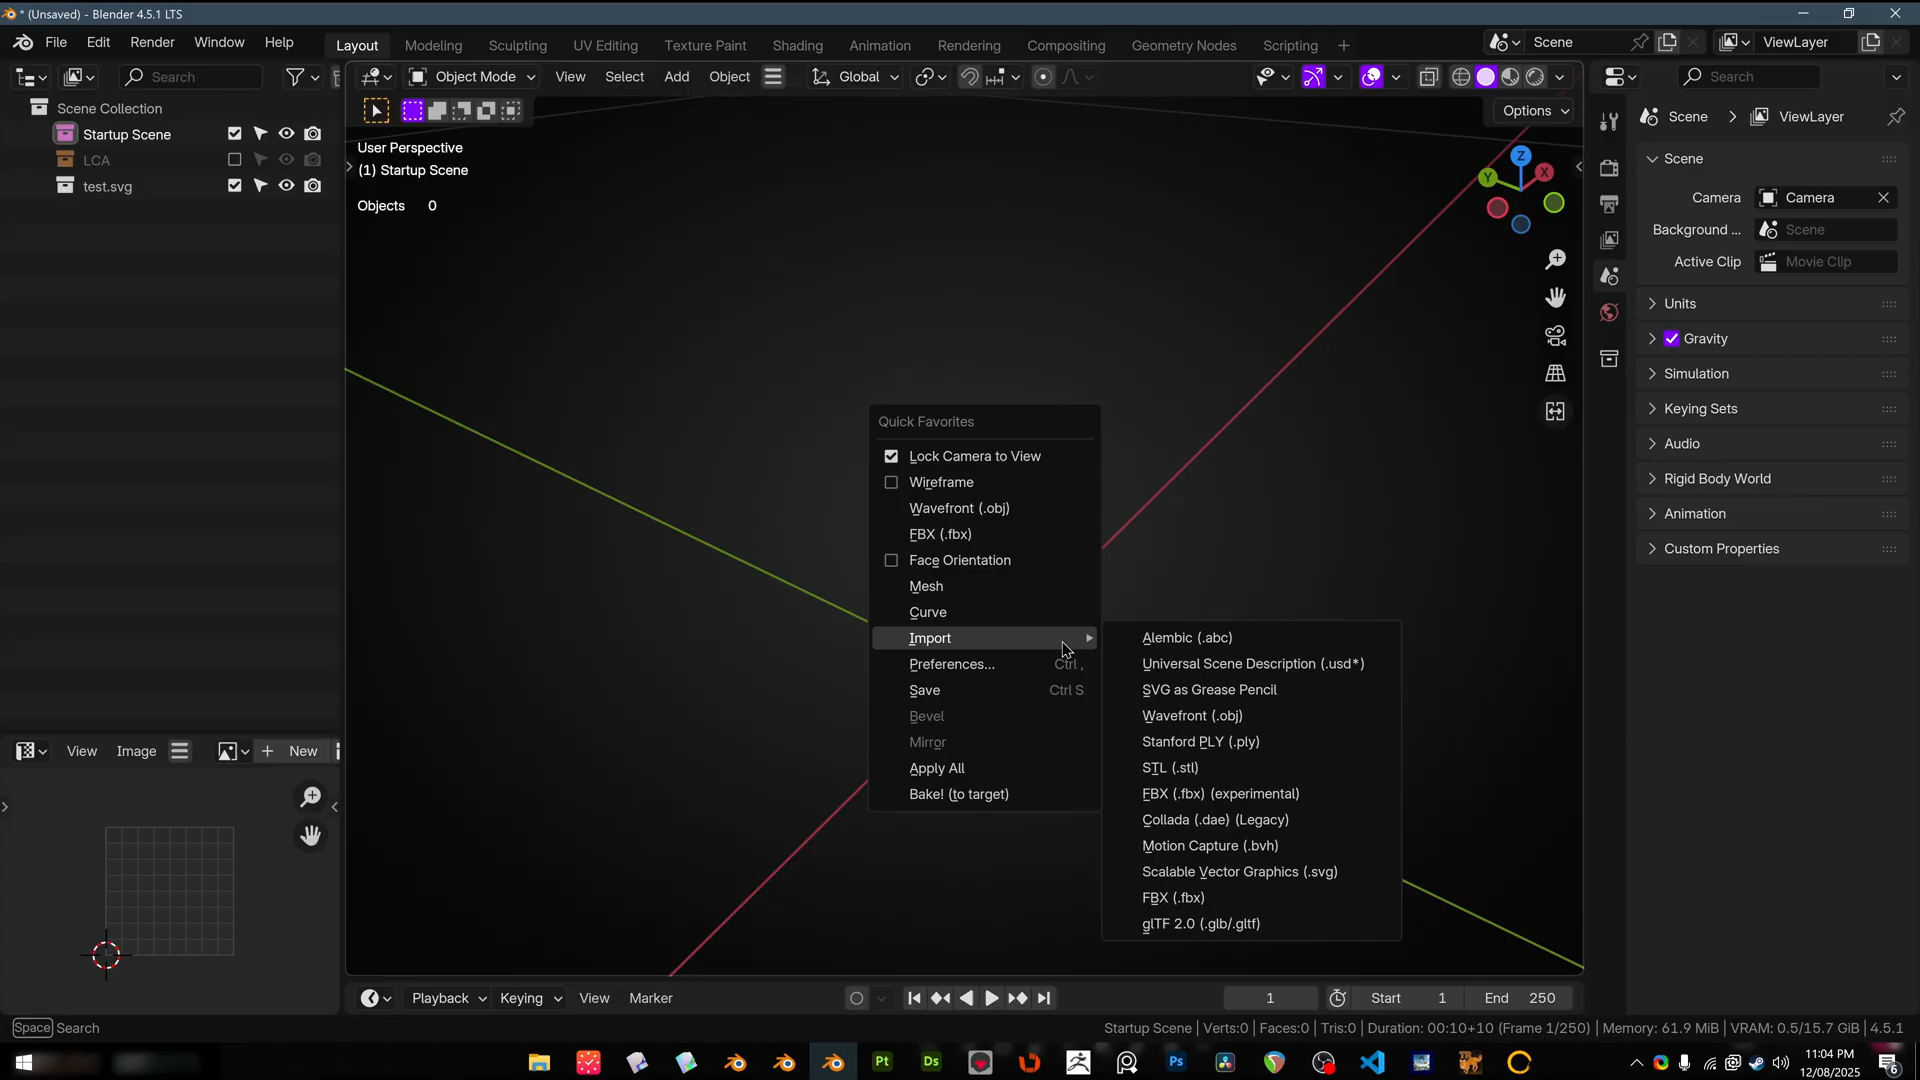 * (Unsaved) - Blender 4.5.1 LTS
File Edit Render Window Help Layout Modeling Sculpting UV Editing Texture Paint Shading Animation Rendering Compositing Geometry Nodes Scripting + Scene ViewLayer
Search
Object Mode View Select Add Object Global
Search
Options
Scene Collection
Startup Scene
LCA
test.svg
User Perspective
(1) Startup Scene
Objects 0
Z
Y
X
Quick Favorites
Lock Camera to View
Wireframe
Wavefront (.obj)
FBX (.fbx)
Face Orientation
Mesh
Curve
Import
Preferences... Ctrl ,
Save Ctrl S
Bevel
Mirror
Apply All
Bake! (to target)
Alembic (.abc)
Universal Scene Description (.usd*)
SVG as Grease Pencil
Wavefront (.obj)
Stanford PLY (.ply)
STL (.stl)
FBX (.fbx) (experimental)
Collada (.dae) (Legacy)
Motion Capture (.bvh)
Scalable Vector Graphics (.svg)
FBX (.fbx)
glTF 2.0 (.glb/.gltf)
Scene > ViewLayer
Scene
Camera Camera
Background ... Scene
Active Clip Movie Clip
Units
Gravity
Simulation
Keying Sets
Audio
Rigid Body World
Animation
Custom Properties
View Image + New
Playback Keying View Marker 1 Start 1 End 250
Space Search
Startup Scene | Verts:0 | Faces:0 | Tris:0 | Duration: 00:10+10 (Frame 1/250) | Memory: 61.9 MiB | VRAM: 0.5/15.7 GiB | 4.5.1
Pt Ds Ps
11:04 PM
12/08/2025
6